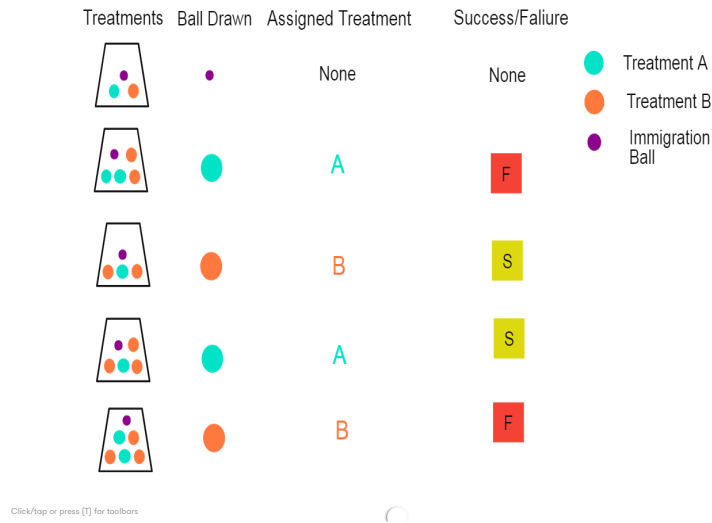 Treatments Ball Drawn Assigned Treatment Success/Faliure
None None
A F
B S
A S
B F
Treatment A
Treatment B
Immigration
Ball
Click/tap or press [T] for toolbars